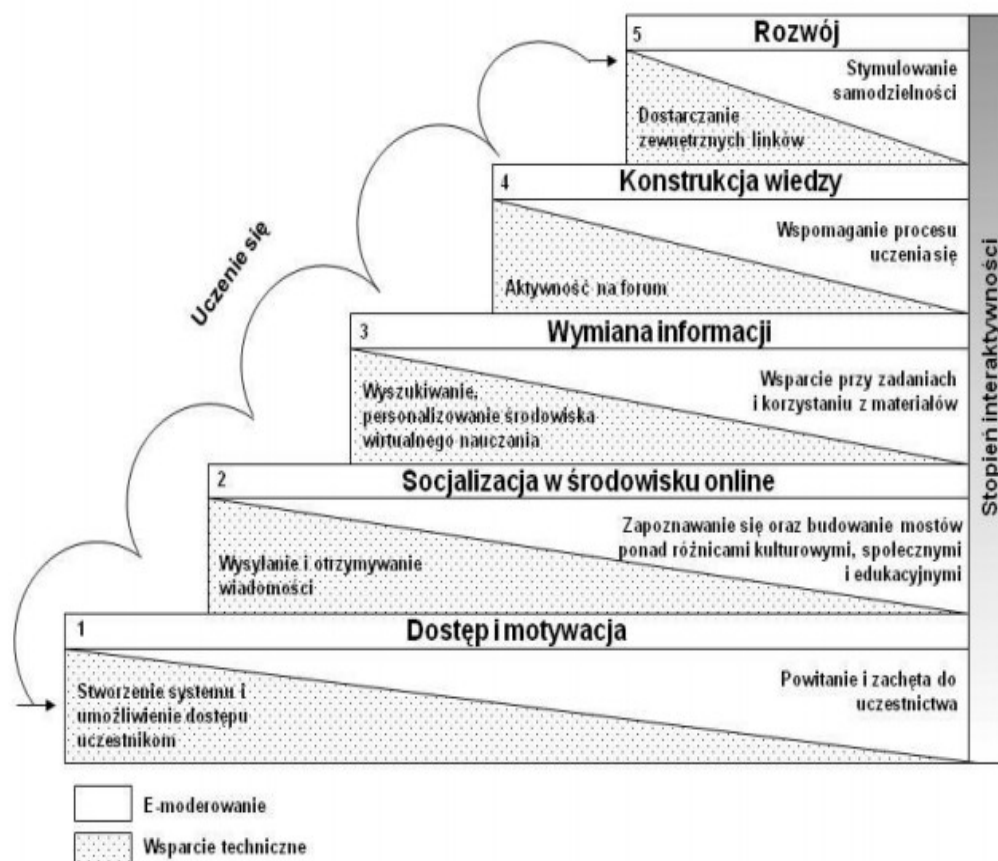 5
Rozwój
Stymulowanie
samodzielności
Dostarczanie
zewnętrznych linków
4
Konstrukcja wiedzy
Wspomaganie procesu
uczenia się
Aktywność na forum
3
Wymiana informacji
Wsparcie przy zadaniach
i korzystaniu z materiałów
Wyszukiwanie,
personalizowanie środowiska
wirtualnego nauczania
2
Socjalizacja w środowisku online
Zapoznawanie się oraz budowanie mostów
ponad różnicami kulturowymi, społecznymi
i edukacyjnymi
Wysyłanie i otrzymywanie
wiadomości
1
Dostęp i motywacja
Powitanie i zachęta do
uczestnictwa
Stworzenie systemu i
umożliwienie dostępu
uczestnikom
Uczenie się
Stopień interaktywności
E-moderowanie
Wsparcie techniczne